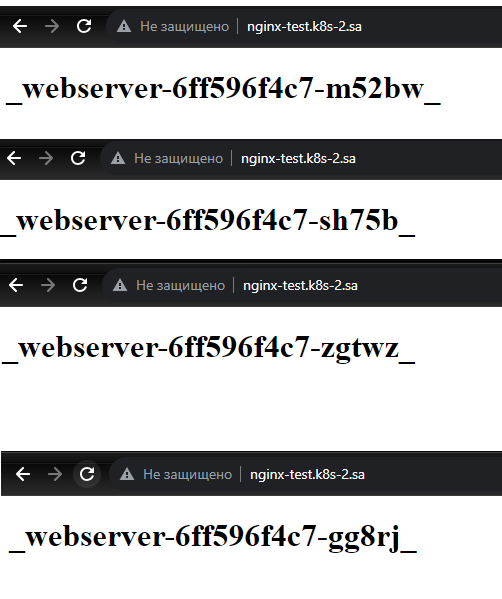 Не защищено | nginx-test.k8s-2.sa
_webserver-6ff596f4c7-m52bw_
Не защищено | nginx-test.k8s-2.sa
_webserver-6ff596f4c7-sh75b_
Не защищено | nginx-test.k8s-2.sa
_webserver-6ff596f4c7-zgtwz_
Не защищено | nginx-test.k8s-2.sa
_webserver-6ff596f4c7-gg8rj_